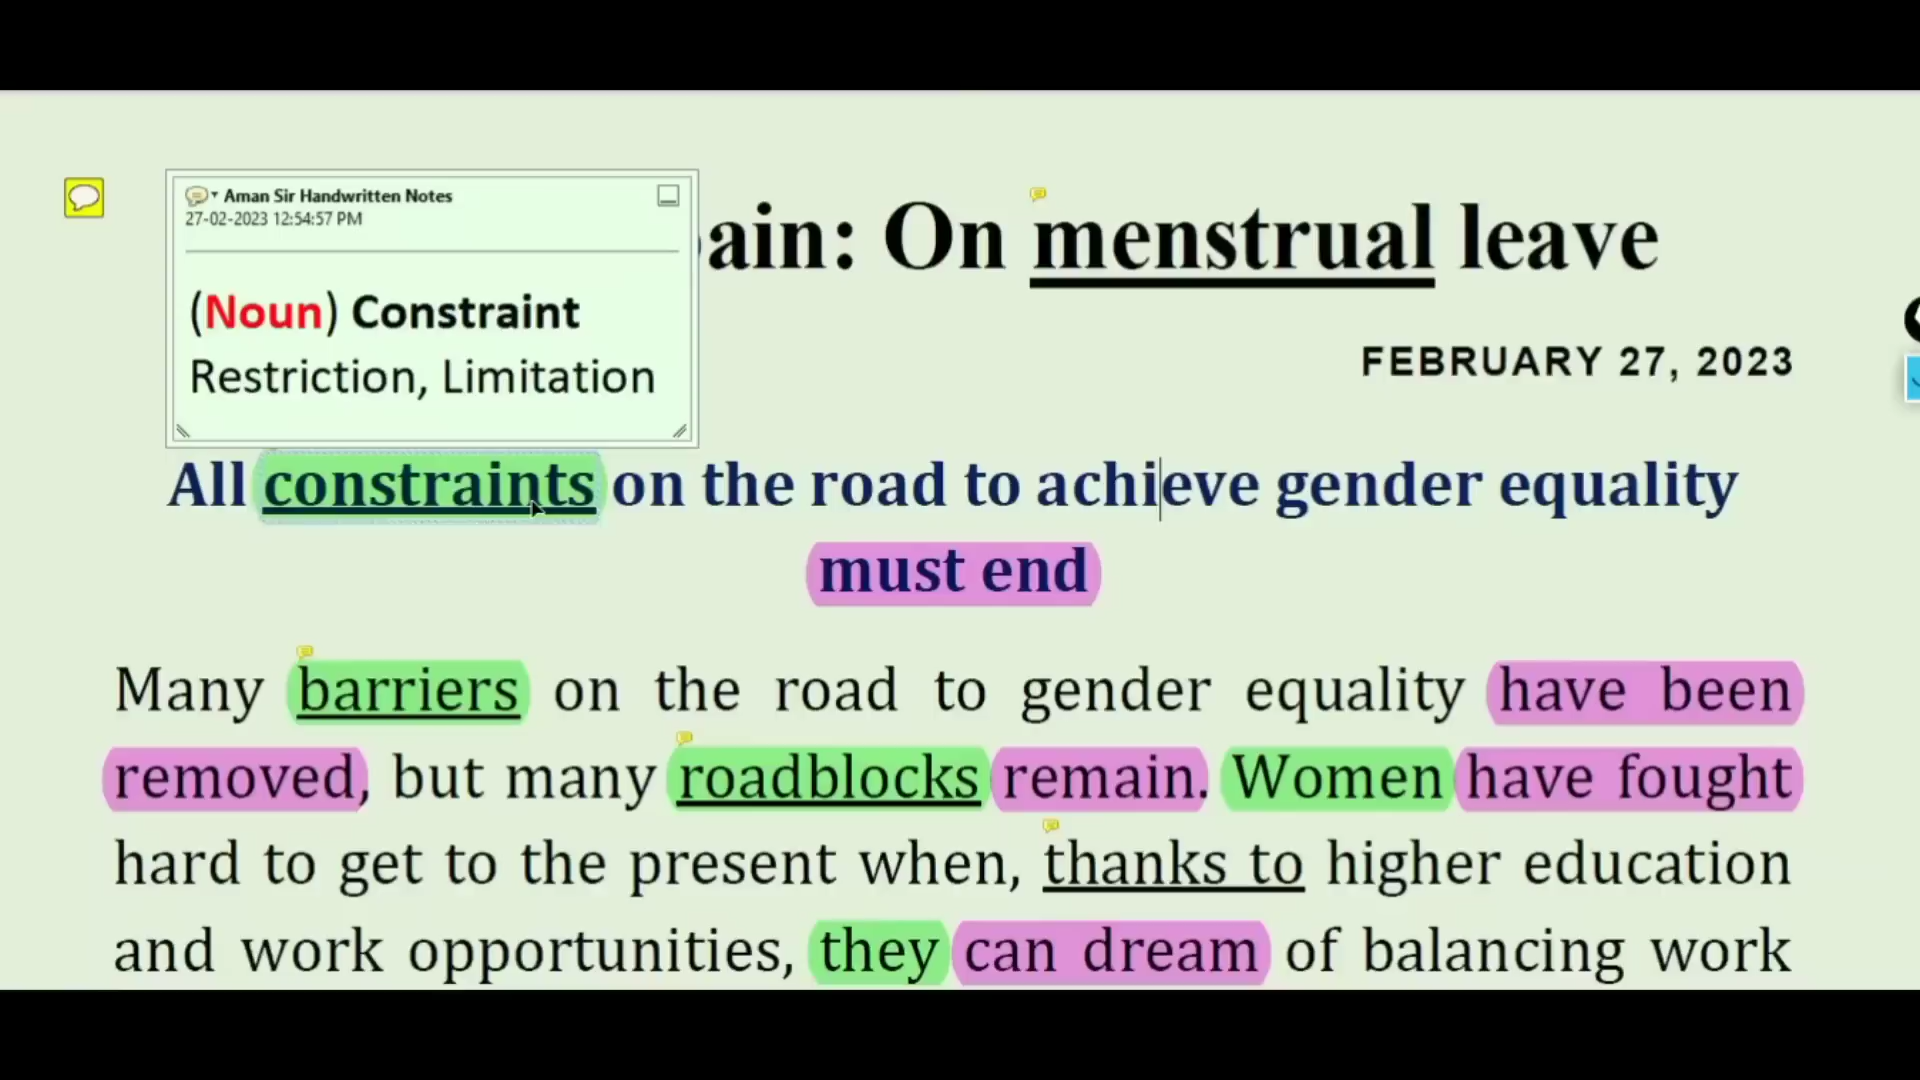 Aman Sir Handwritten Notes
27-02-2023 12:54:57 PM
(Noun) Constraint
Restriction, Limitation
ain: On menstrual leave
FEBRUARY 27, 2023
All constraints on the road to achieve gender equality
must end
Many barriers on the road to gender equality have been
removed, but many roadblocks remain. Women have fought
hard to get to the present when, thanks to higher education
and work opportunities, they can dream of balancing work